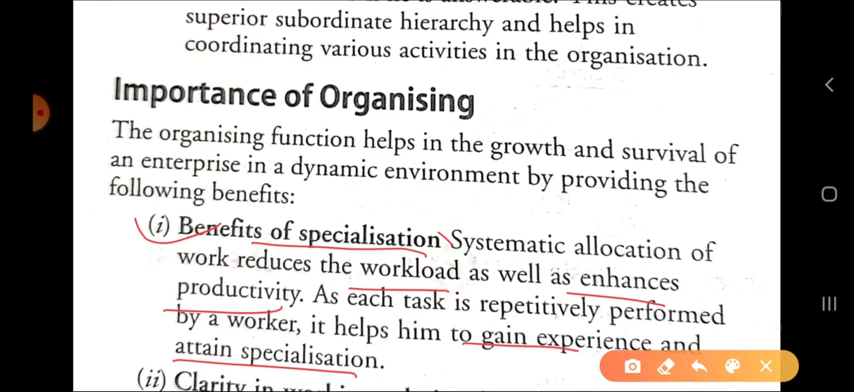 superior subordinate hierarchy and helps in
coordinating various activities in the organisation.
Importance of Organising
The organising function helps in the growth and survival of
an enterprise in a dynamic environment by providing the
following benefits:
(i) Benefits of specialisation Systematic allocation of
work reduces the workload as well as enhances
productivity. As each task is repetitively performed
by a worker, it helps him to gain experience and
attain specialisation.
(ii) Clarity in